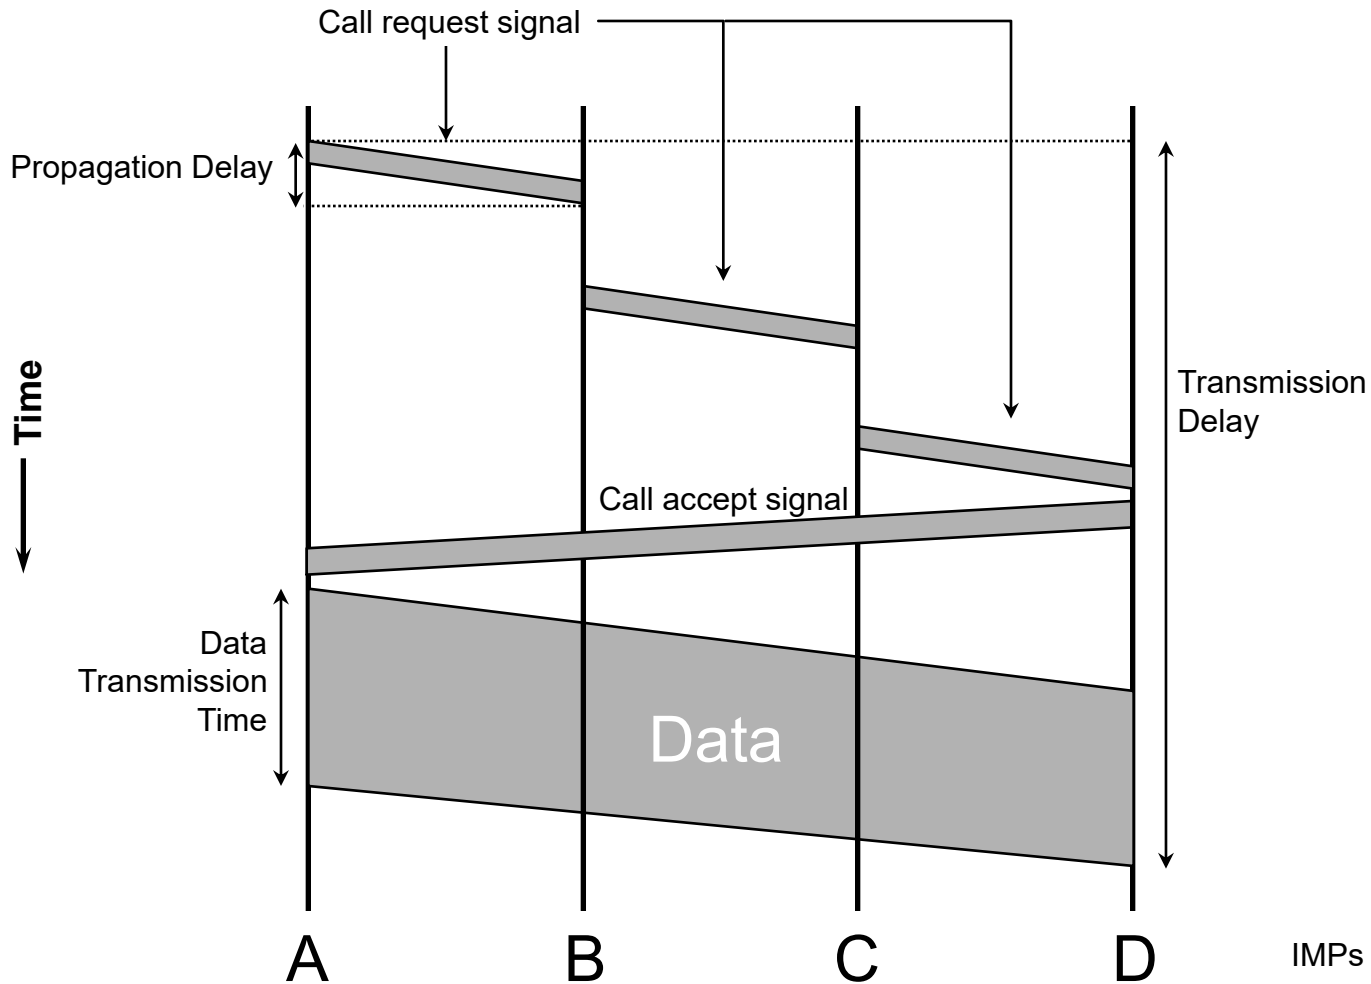 Call request signal
Propagation Delay
Time
Transmission
Delay
Call accept signal
Data
Transmission
Time
Data
A
B
C
D
IMPs